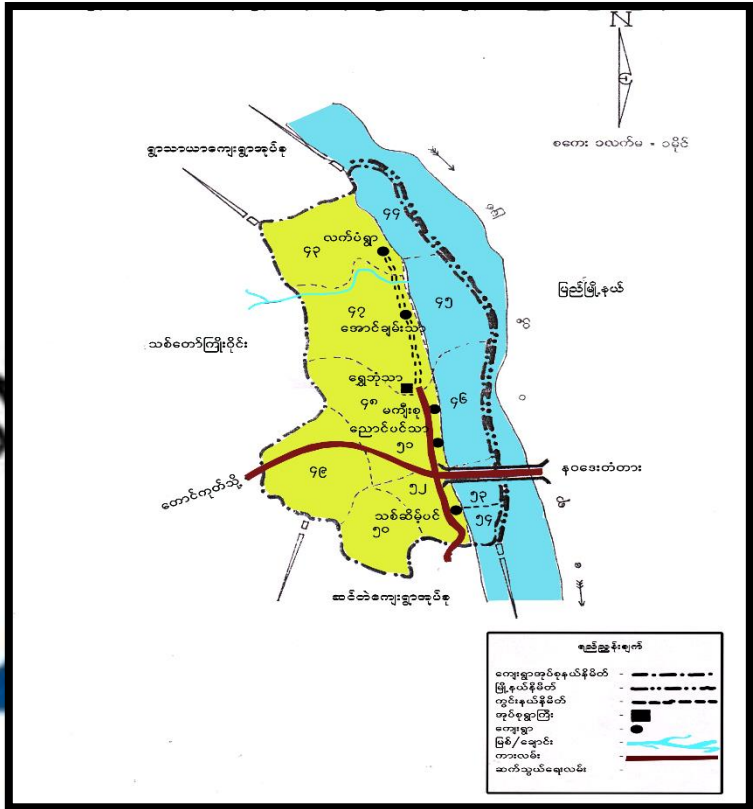 N
စကေး ၁လက်မ - ၁မိုင်
ရွာသာယာကျေးရွာအုပ်စု
၄၄
လက်ပံရွာ
၄၃
၄၅
ပြည်မြို့နယ်
၄၇
အောင်ချမ်းသာ
သစ်တော်ကြိုးဝိုင်း
ရွှေဘုံသာ
၄၈
၄၆
မကျီးစု
ညောင်ပင်သာ
၅၁
နဝဒေးတံတား
၄၉
တောင်ကုတ်သို့
၅၂
၅၃
သစ်ဆိမ့်ပင်
၅၄
၅၀
ဆင်တဲကျေးရွာအုပ်စု
ရည်ညွှန်းချက်
ကျေးရွာအုပ်စုနယ်နိမိတ် -
မြို့နယ်နိမိတ် -
ကွင်းနယ်နိမိတ် -
အုပ်စုရွာကြီး -
ကျေးရွာ -
မြစ်/ချောင်း -
ကားလမ်း -
ဆက်သွယ်ရေးလမ်း -